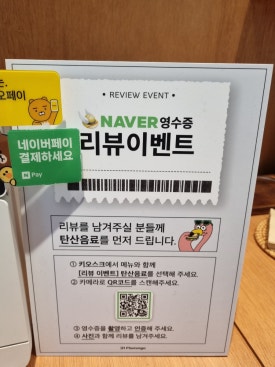 • REVIEW EVENT •
NAVER 영수증
리뷰이벤트
오페이
네이버페이
결제하세요
N Pay
리뷰를 남겨주실 분들께
탄산음료를 먼저 드립니다.
① 키오스크에서 메뉴와 함께
[리뷰 이벤트] 탄산음료를 선택해 주세요.
② 카메라로 QR코드를 스캔해주세요.
③ 영수증을 촬영하고 인증해 주세요.
④ 사진과 함께 리뷰를 남겨주세요.